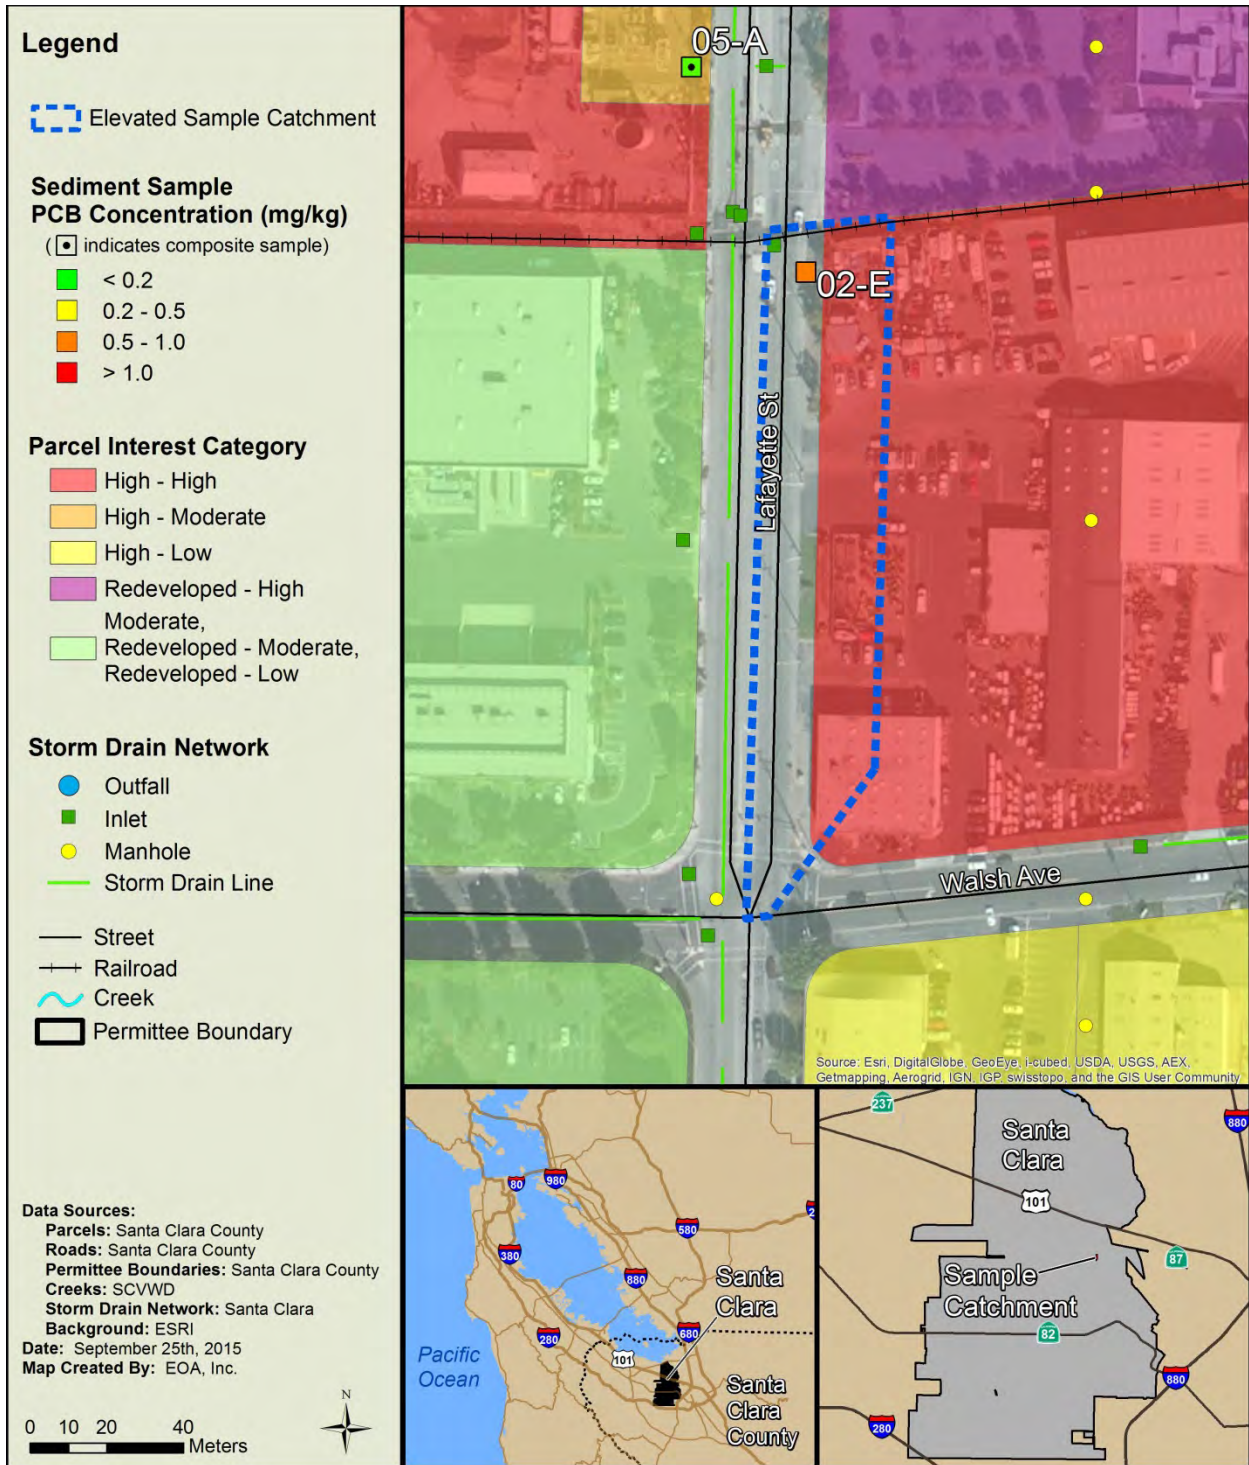 Legend
Elevated Sample Catchment
Sediment Sample
PCB Concentration (mg/kg)
( indicates composite sample)
< 0.2
0.2 - 0.5
0.5 - 1.0
> 1.0
Parcel Interest Category
High - High
High - Moderate
High - Low
Redeveloped - High
Moderate,
Redeveloped - Moderate,
Redeveloped - Low
Storm Drain Network
Outfall
Inlet
Manhole
Storm Drain Line
Street
Railroad
Creek
Permittee Boundary
Data Sources:
Parcels: Santa Clara County
Roads: Santa Clara County
Permittee Boundaries: Santa Clara County
Creeks: SCVWD
Storm Drain Network: Santa Clara
Background: ESRI
Date: September 25th, 2015
Map Created By: EOA, Inc.
N
0 10 20 40
Meters
05-A
02-E
Lafayette St
Walsh Ave
Source: Esri, DigitalGlobe, GeoEye, i-cubed, USDA, USGS, AEX,
Getmapping, Aerogrid, IGN, IGP, swisstopo, and the GIS User Community
80
980
580
2
380
880
280
680
101
Santa
Clara
Pacific
Ocean
Santa
Clara
County
237
880
Santa
Clara
101
87
Sample
Catchment
82
880
280